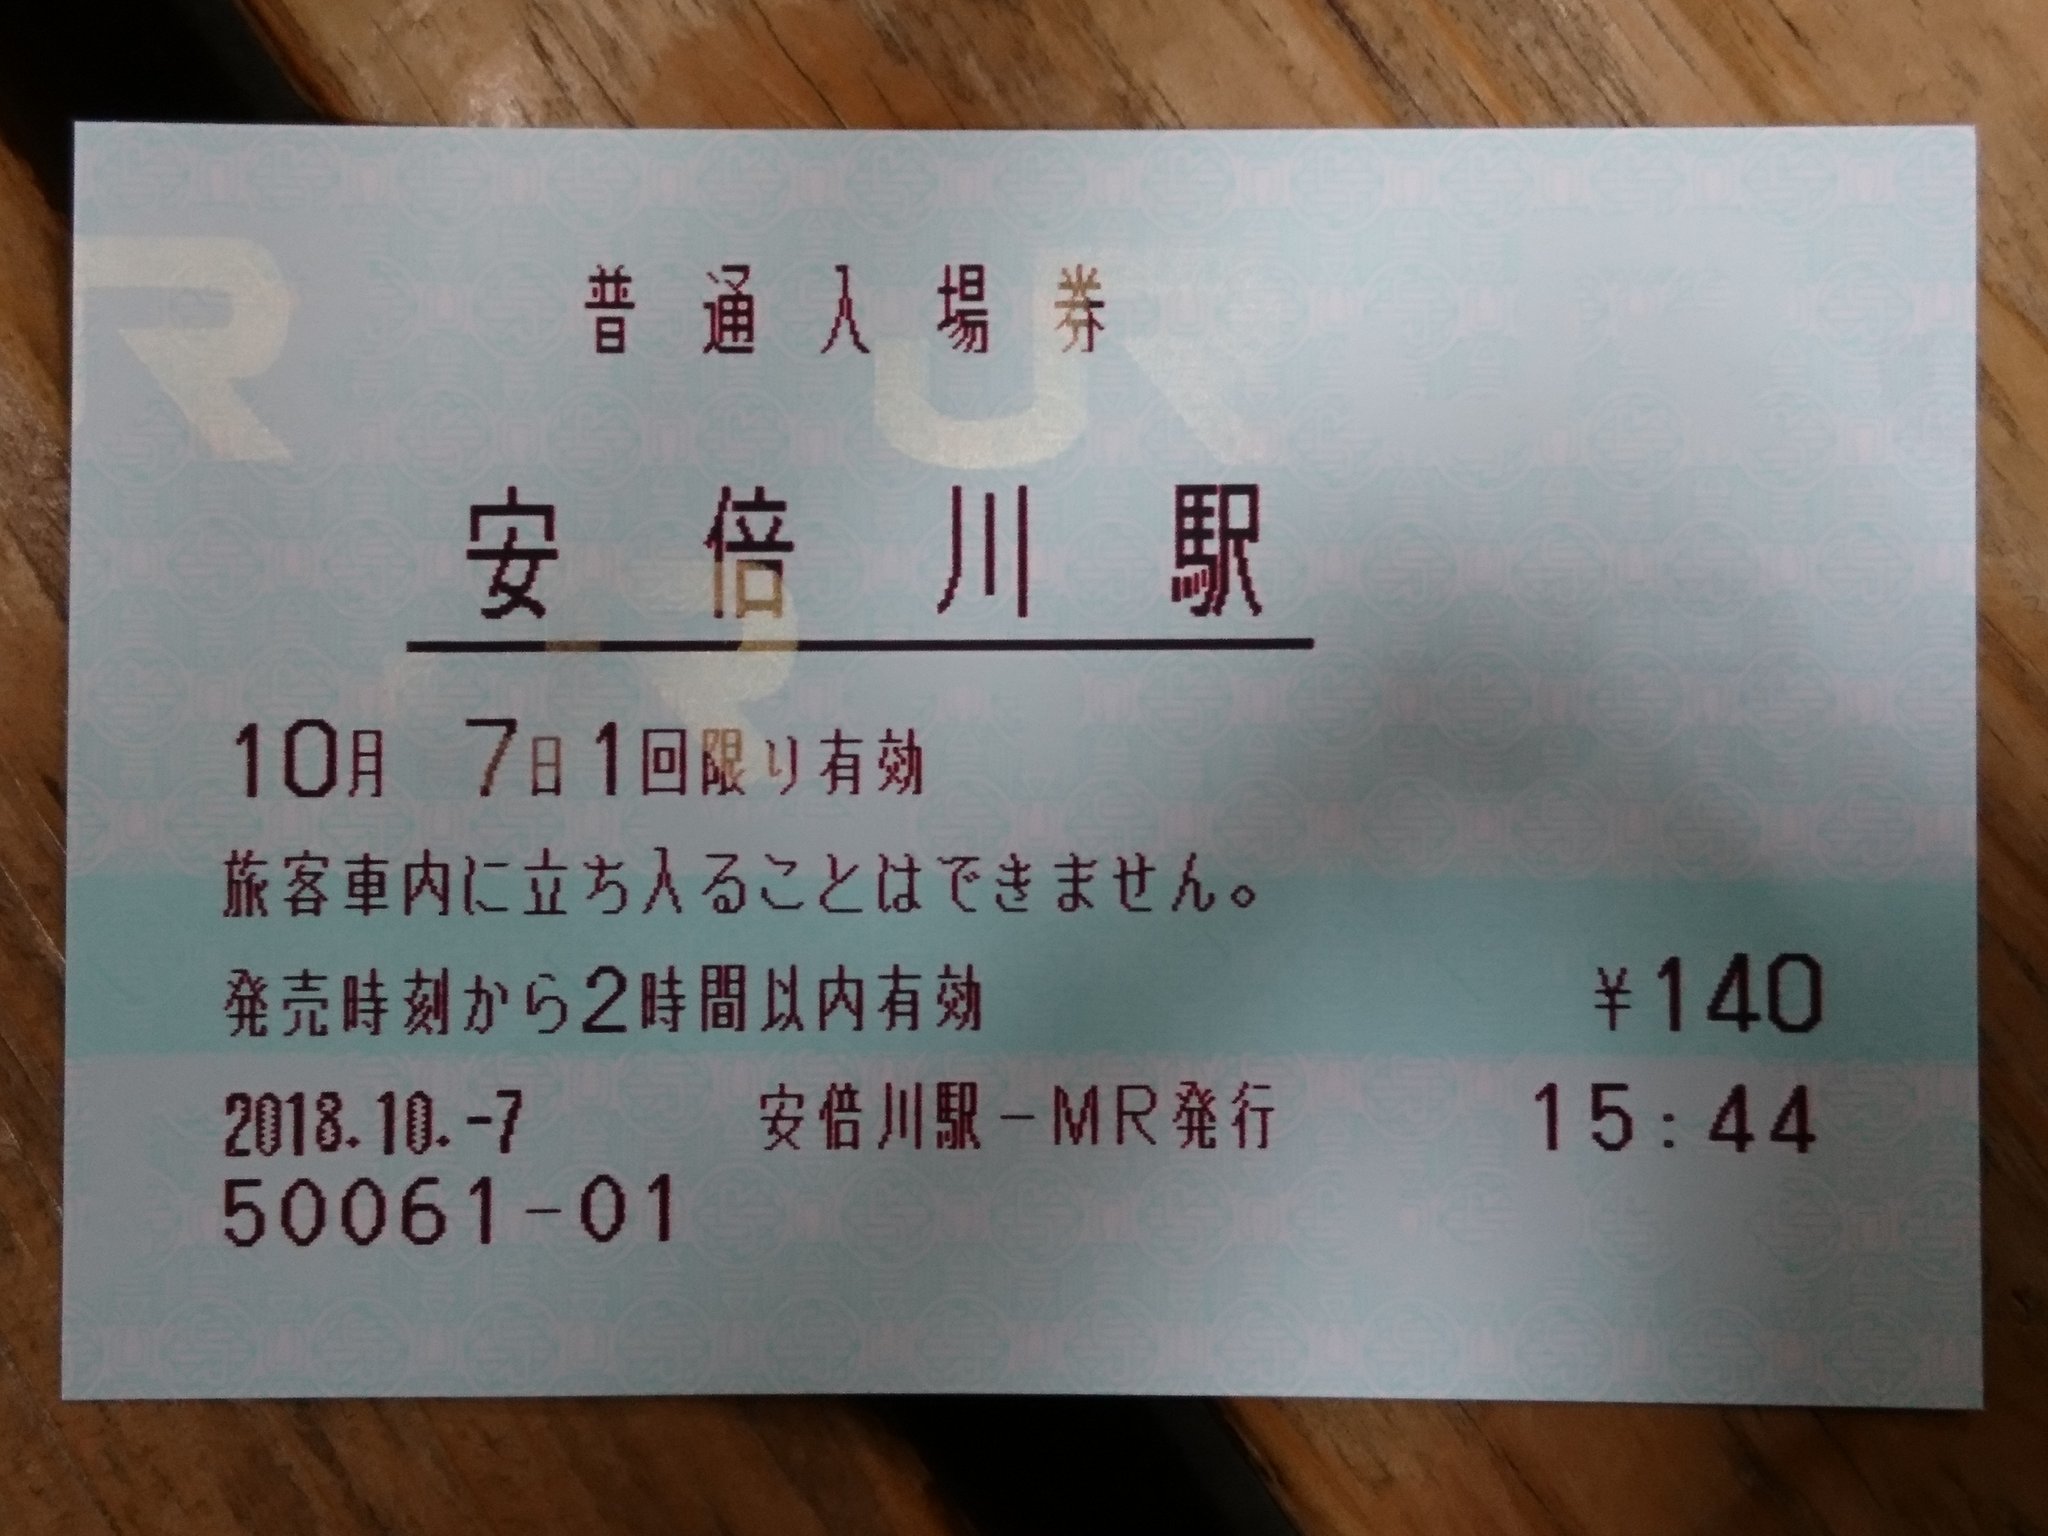 普通入場券
安倍川駅
10月 7日1回限り有効
旅客車内に立ち入ることはできません。
発売時刻から2時間以内有効 ¥140
2018.10.-7 安倍川駅-MR発行 15:44
50061-01